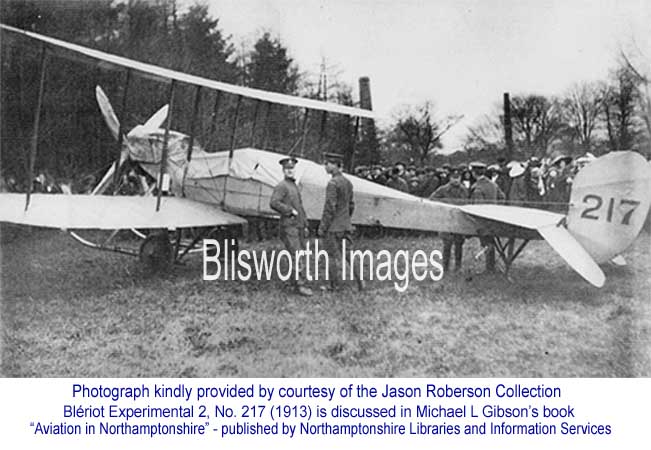 217
Blisworth Images
Photograph kindly provided by courtesy of the Jason Roberson Collection
Blériot Experimental 2, No. 217 (1913) is discussed in Michael L Gibson's book
“Aviation in Northamptonshire” - published by Northamptonshire Libraries and Information Services